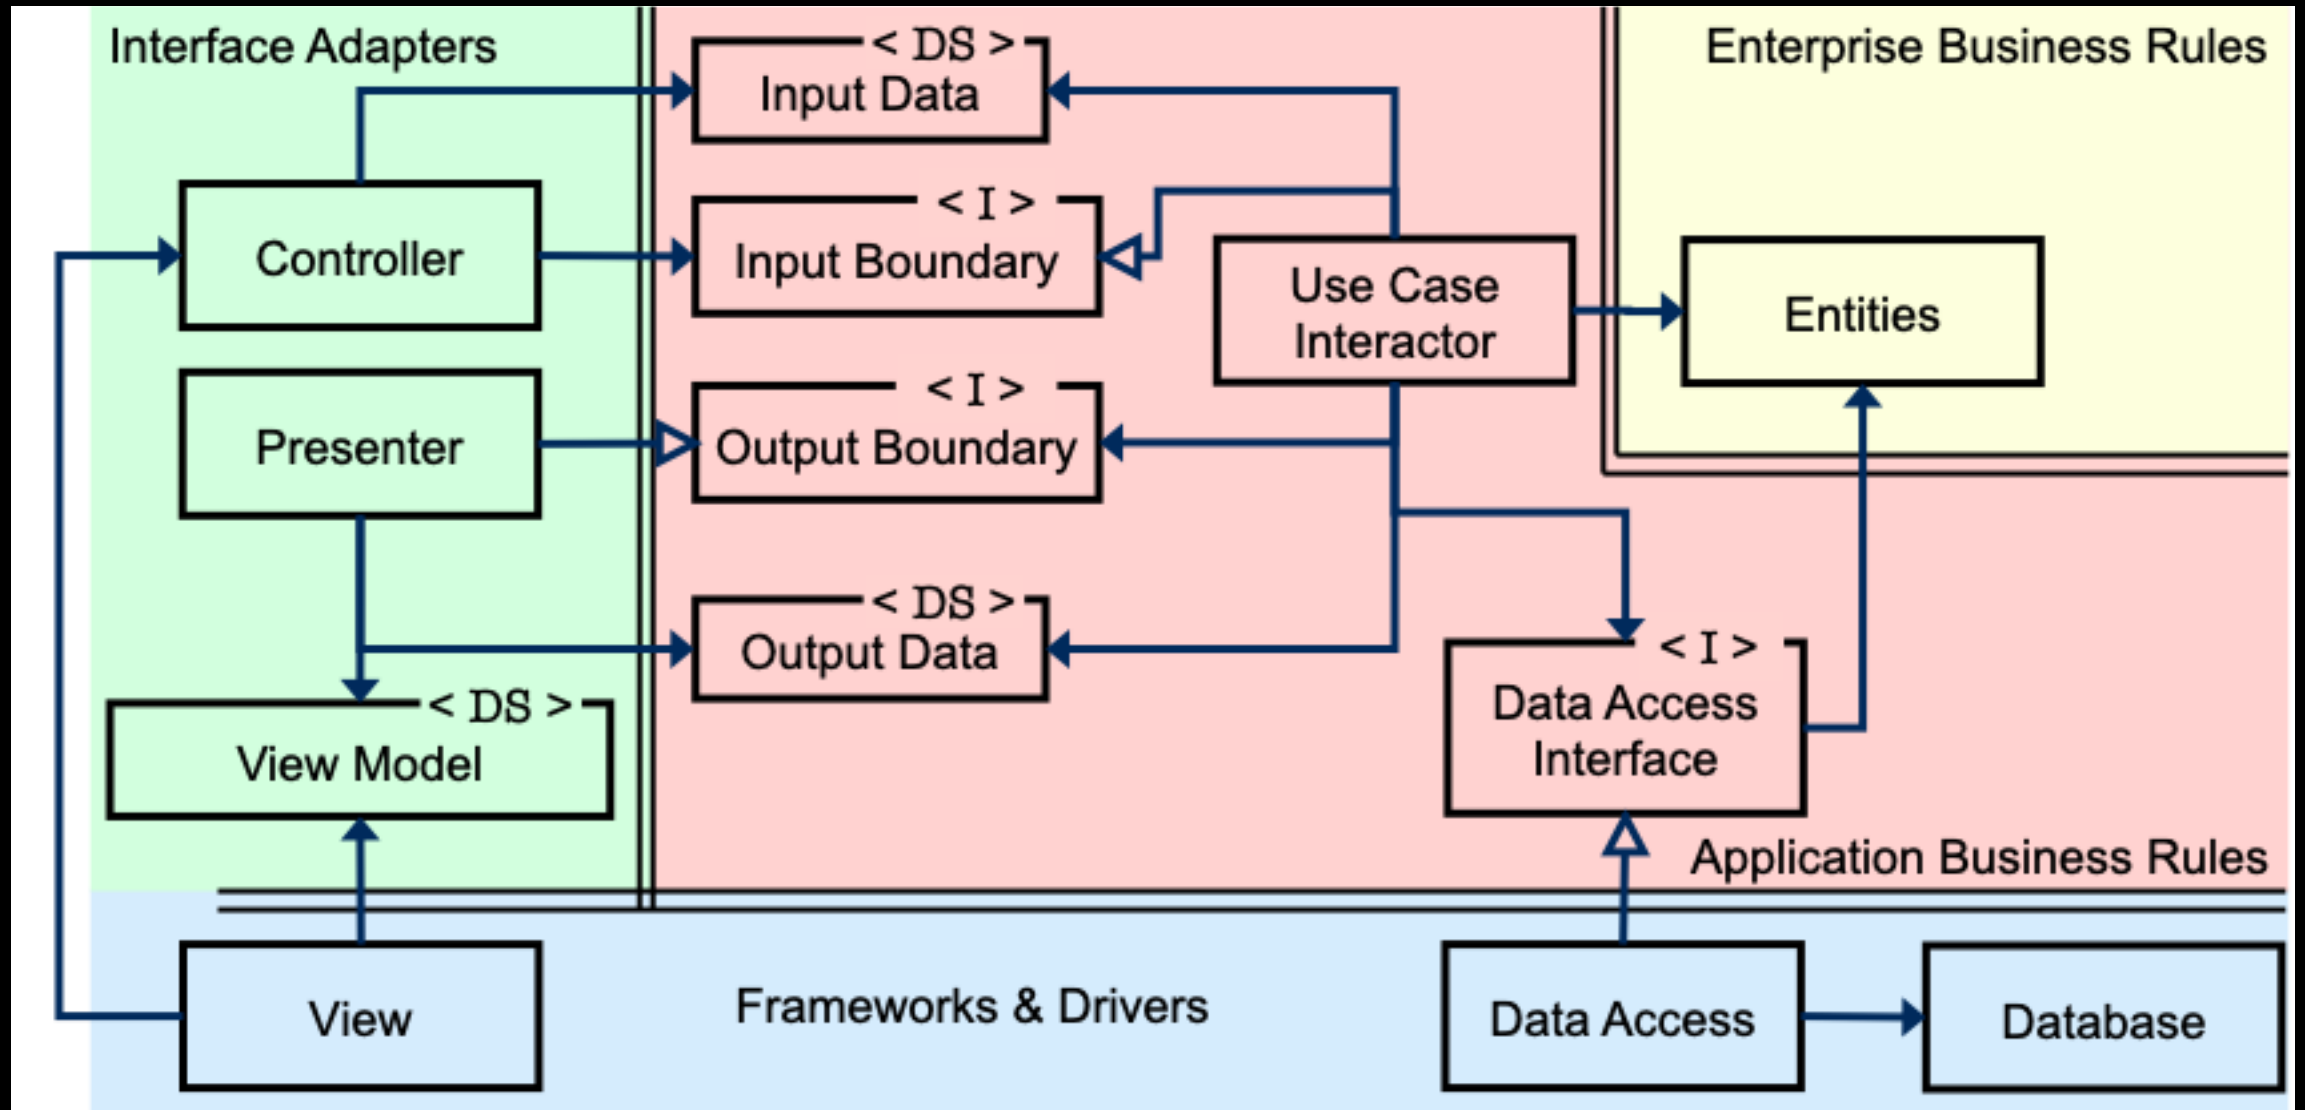 Interface Adapters
< DS >
Input Data
Enterprise Business Rules
Controller
< I >
Input Boundary
Use Case
Interactor
Entities
Presenter
< I >
Output Boundary
< DS >
Output Data
< I >
Data Access
Interface
< DS >
View Model
Application Business Rules
View
Frameworks & Drivers
Data Access
Database